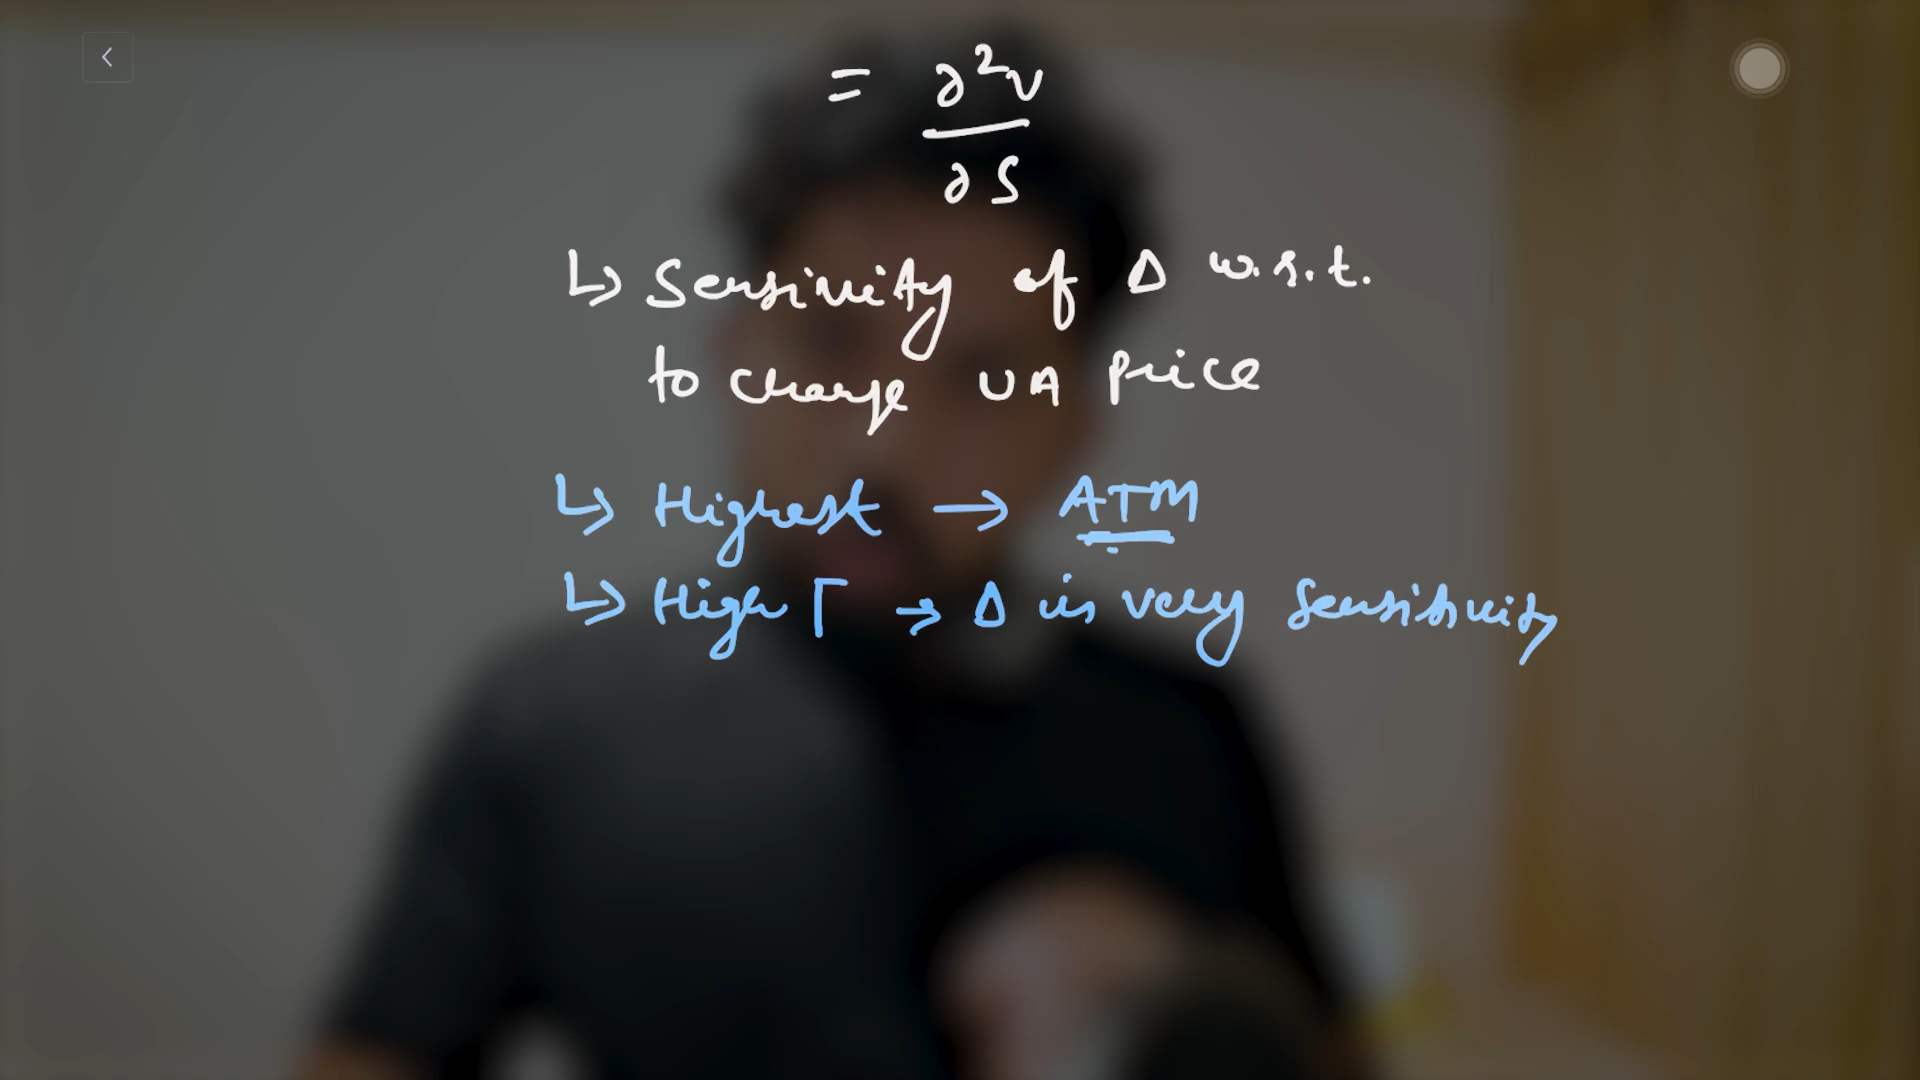 = ∂²v
∂S
↳ Sensitivity of Δ w.r.t.
to change UA price
↳ Highest → ATM
↳ High Γ → Δ is very sensitivity